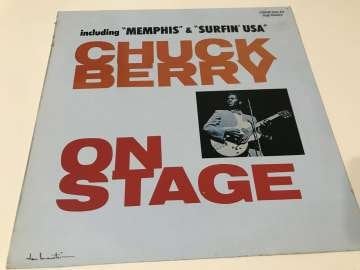 including "MEMPHIS" & "SURFIN' USA"
CHUCK
BERRY
ON
STAGE